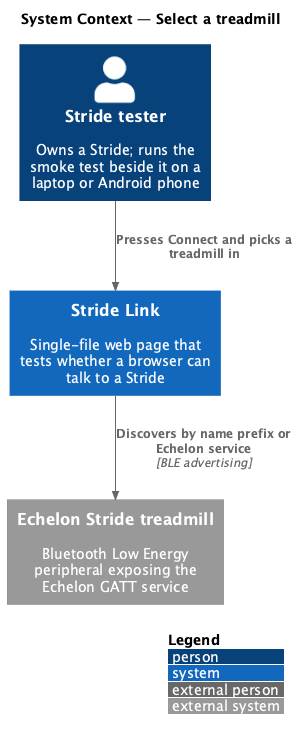 System Context — Select a treadmill
Stride tester
Owns a Stride; runs the
smoke test beside it on a
laptop or Android phone
Presses Connect and picks a
treadmill in
Stride Link
Single-file web page that
tests whether a browser can
talk to a Stride
Discovers by name prefix or
Echelon service
[BLE advertising]
Echelon Stride treadmill
Bluetooth Low Energy
peripheral exposing the
Echelon GATT service
Legend
person
system
external person
external system